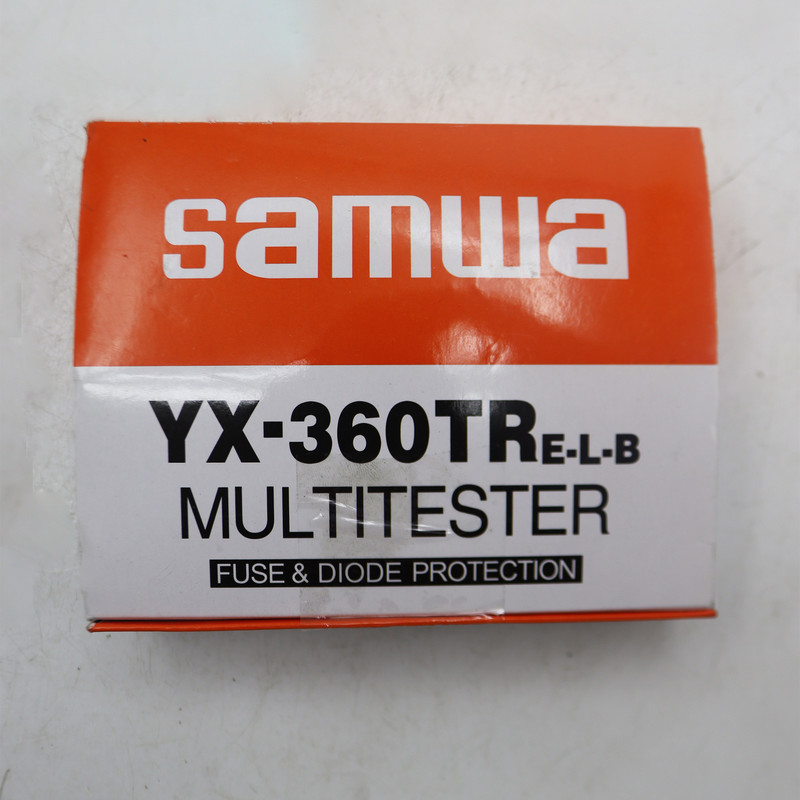 samwa
YX-360TRE-L-B
MULTITESTER
FUSE & DIODE PROTECTION